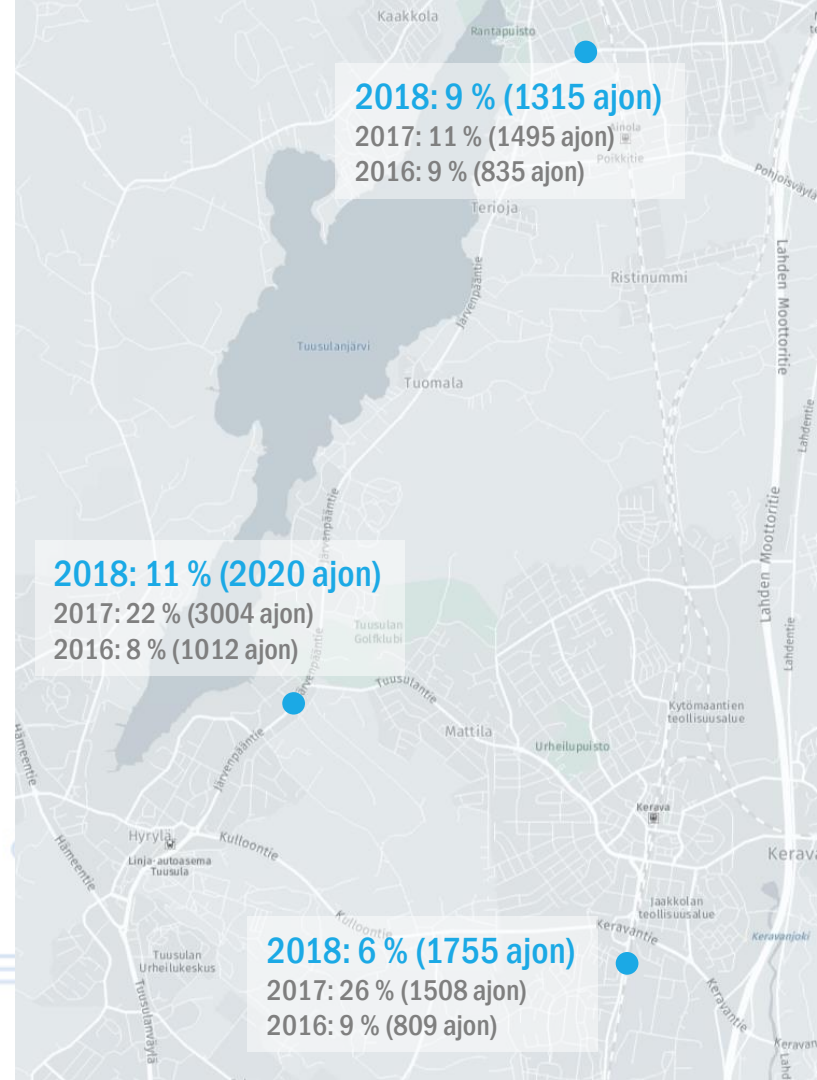 Kaakkola
Rantapuisto
2018: 9 % (1315 ajon)
2017: 11 % (1495 ajon)
2016: 9 % (835 ajon)
Ainola
Poikkitie
Pohjoisväylä
Terioja
Järvenpääntie
Ristinummi
Lahden Moottoritie
Tuusulanjärvi
Tuomala
Lahdentie
Järvenpääntie
Lahden Moottoritie
2018: 11 % (2020 ajon)
2017: 22 % (3004 ajon)
2016: 8 % (1012 ajon)
Tuusulan
Golfklubi
Järvenpääntie
Lahdentie
Tuusulantie
Kytömaantien
teollisuusalue
Mattila
Urheilupuisto
Hämeentie
Järvenpääntie
Kerava
Hyrylä
Linja-autoasema
Tuusula
Kulloontie
Hämeentie
Kerava
Jaakkolan
teollisuusalue
Kulloontie
Keravantie
Keravanjoki
2018: 6 % (1755 ajon)
2017: 26 % (1508 ajon)
2016: 9 % (809 ajon)
Tuusulan
Urheilukeskus
Tuusulanväylä
Keravantie
Keravan